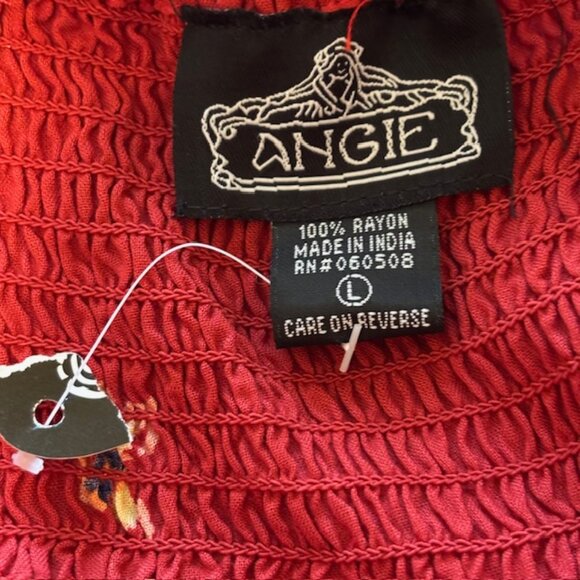 ANGIE
100% RAYON
MADE IN INDIA
RN#060508
L
CARE ON REVERSE